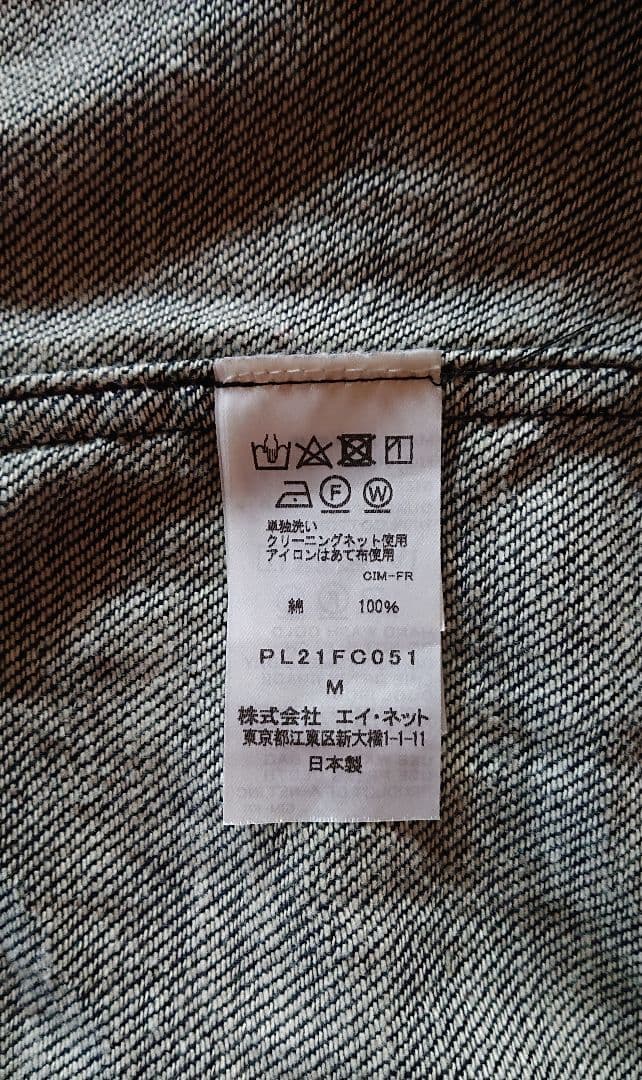 F W
単独洗い
クリーニングネット使用
アイロンはあて布使用
CIM-FR
綿 100%
PL21FC051
M
株式会社 エイ・ネット
東京都江東区新大橋1-1-11
日本製